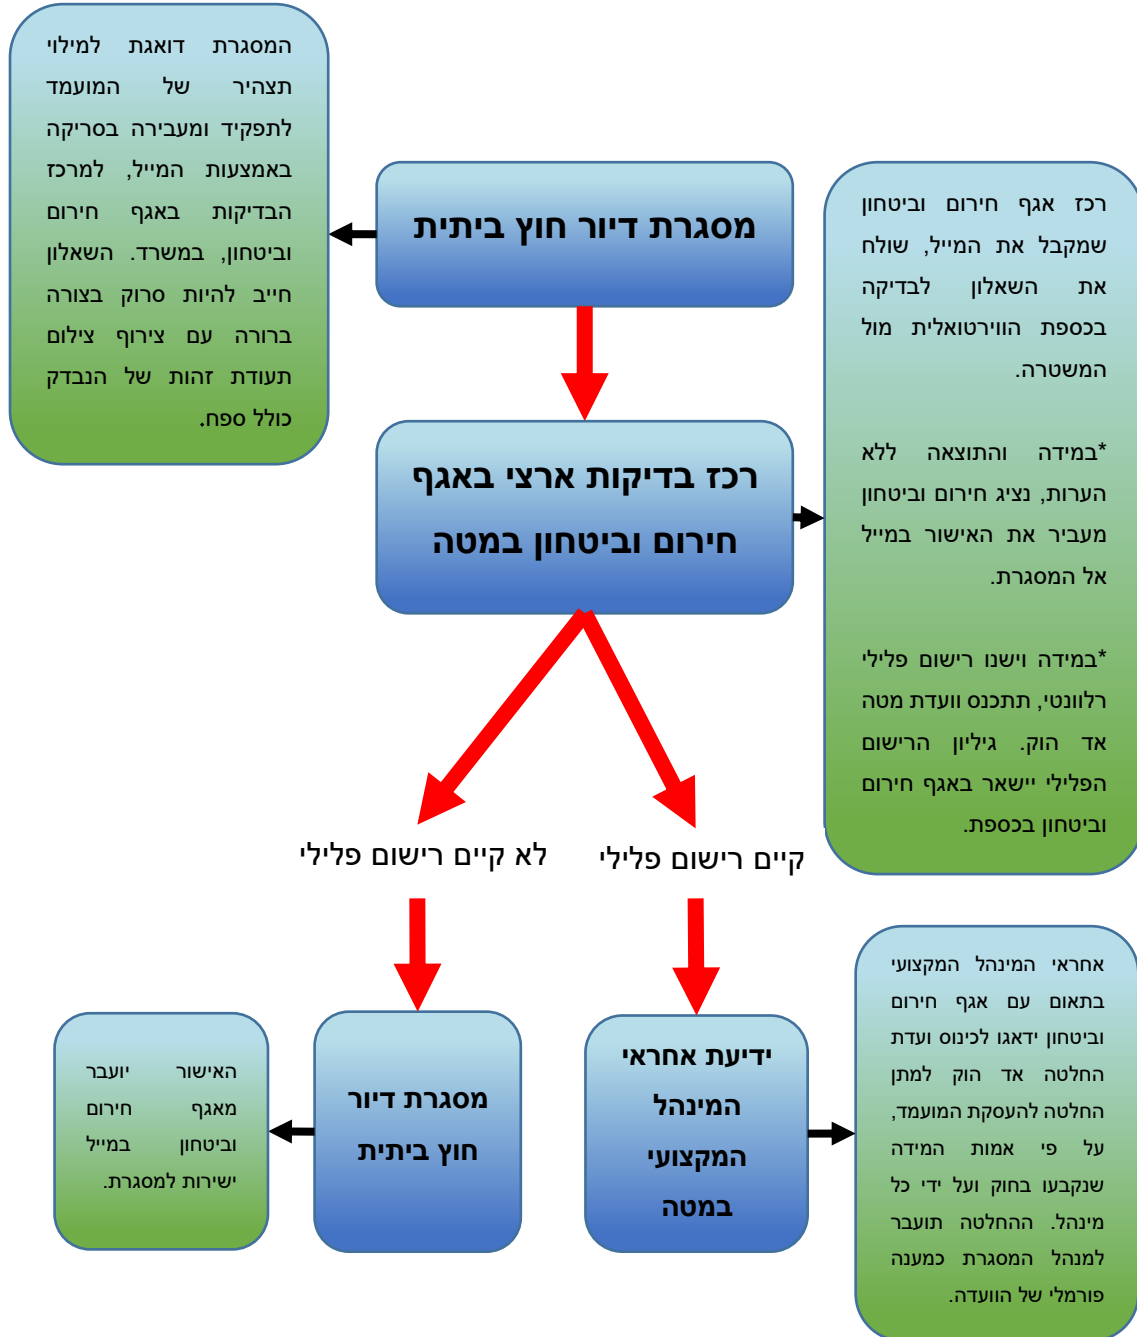 המסגרת דואגת למילוי
תצהיר של המועמד
לתפקיד ומעבירה בסריקה
באמצעות המייל, למרכז
הבדיקות באגף חירום
וביטחון, במשרד. השאלון
חייב להיות סרוק בצורה
ברורה עם צירוף צילום
תעודת זהות של הנבדק
כולל ספח.
מסגרת דיור חוץ ביתית
רכז אגף חירום וביטחון
שמקבל את המייל, שולח
את השאלון לבדיקה
בכספת הווירטואלית מול
המשטרה.
*במידה והתוצאה ללא
הערות, נציג חירום וביטחון
מעביר את האישור במייל
אל המסגרת.
*במידה וישנו רישום פלילי
רלוונטי, תתכנס וועדת מטה
אד הוק. גיליון הרישום
הפלילי יישאר באגף חירום
וביטחון בכספת.
רכז בדיקות ארצי באגף
חירום וביטחון במטה
קיים רישום פלילי
לא קיים רישום פלילי
אחראי המינהל המקצועי
בתאום עם אגף חירום
וביטחון ידאגו לכינוס ועדת
החלטה אד הוק למתן
החלטה להעסקת המועמד,
על פי אמות המידה
שנקבעו בחוק ועל ידי כל
מינהל. ההחלטה תועבר
למנהל המסגרת כמענה
פורמלי של הוועדה.
ידיעת אחראי
המינהל
המקצועי
במטה
מסגרת דיור
חוץ ביתית
האישור יועבר
מאגף חירום
וביטחון במייל
ישירות למסגרת.